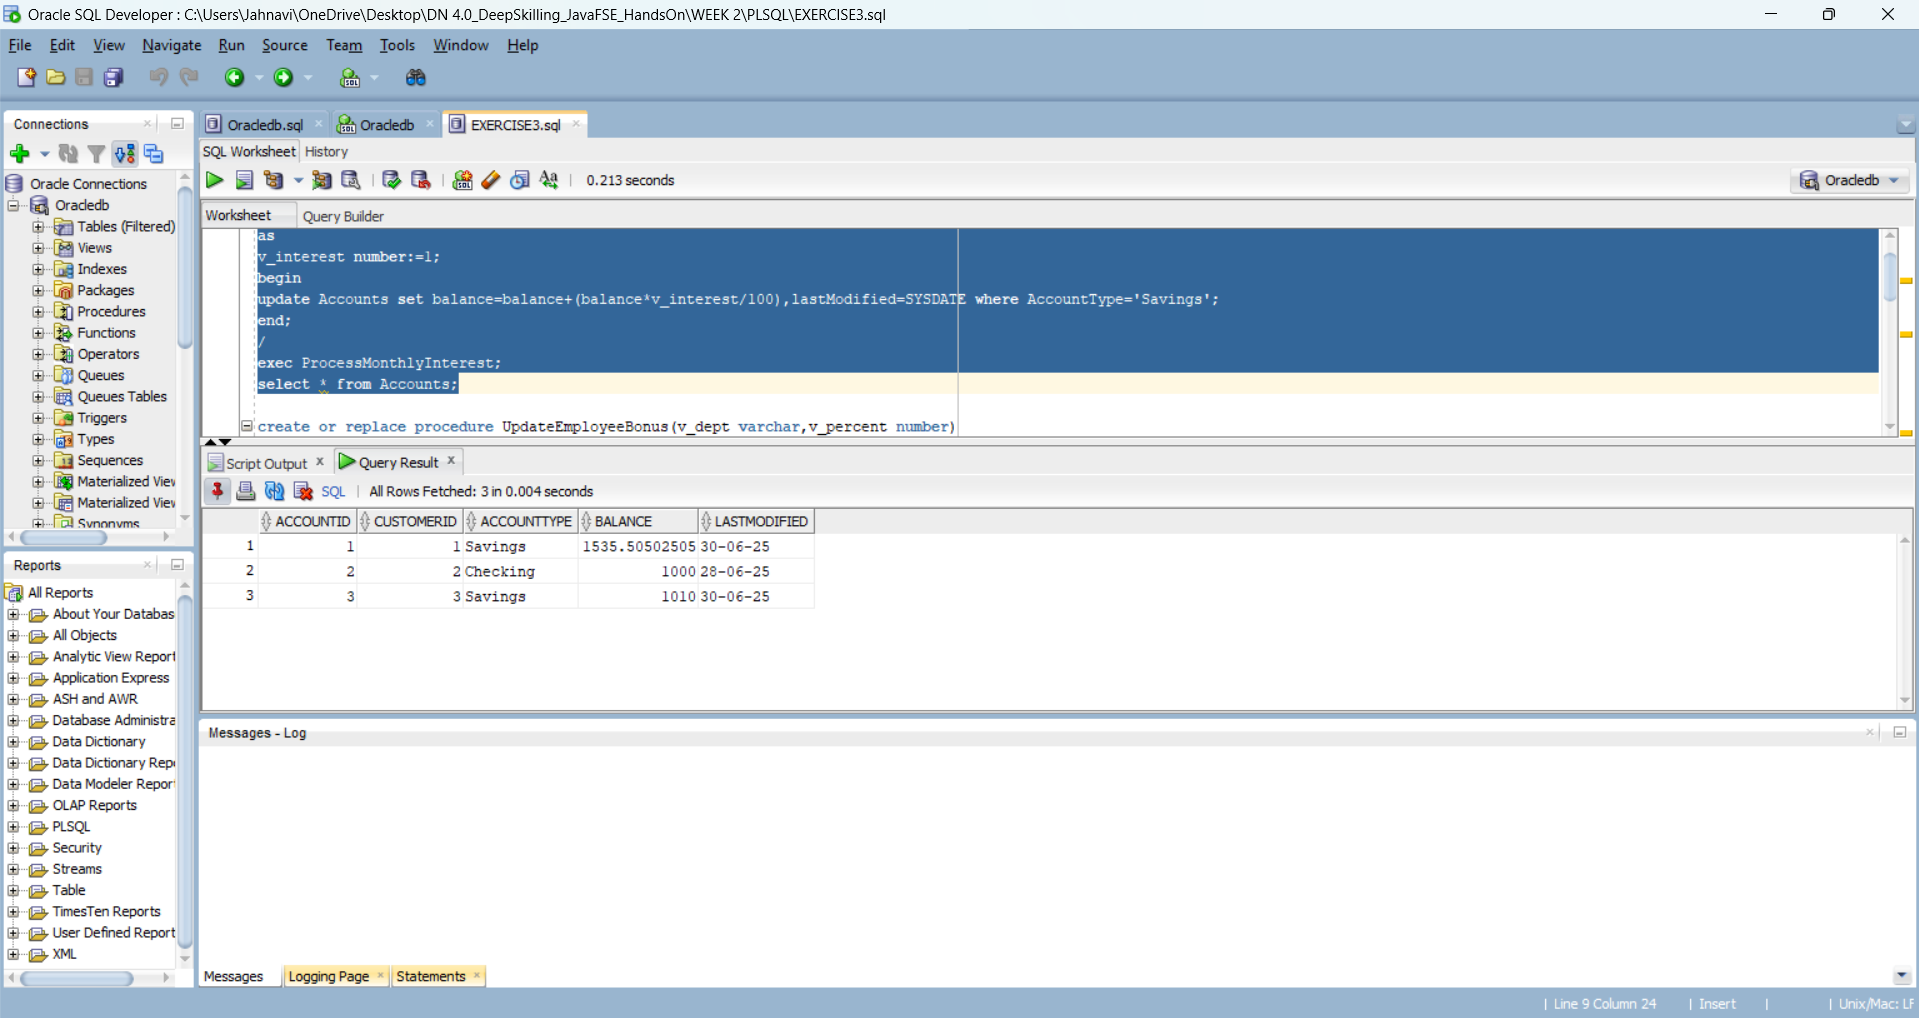 Oracle SQL Developer : C:\Users\Jahnavi\OneDrive\Desktop\DN 4.0_DeepSkilling_JavaFSE_HandsOn\WEEK 2\PLSQL\EXERCISE3.sql
File Edit View Navigate Run Source Team Tools Window Help
Connections
Oracle Connections
Oracledb
Tables (Filtered)
Views
Indexes
Packages
Procedures
Functions
Operators
Queues
Queues Tables
Triggers
Types
Sequences
Materialized View
Materialized View
Synonyms
Reports
All Reports
About Your Databas
All Objects
Analytic View Report
Application Express
ASH and AWR
Database Administra
Data Dictionary
Data Dictionary Rep
Data Modeler Report
OLAP Reports
PLSQL
Security
Streams
Table
TimesTen Reports
User Defined Report
XML
Oracledb.sql Oracledb EXERCISE3.sql
SQL Worksheet History
0.213 seconds
Oracledb
Worksheet Query Builder
as
v_interest number:=1;
begin
update Accounts set balance=balance+(balance*v_interest/100),lastModified=SYSDATE where AccountType='Savings';
end;
/
exec ProcessMonthlyInterest;
select * from Accounts;
create or replace procedure UpdateEmployeeBonus(v_dept varchar,v_percent number)
Script Output Query Result
SQL All Rows Fetched: 3 in 0.004 seconds
ACCOUNTID CUSTOMERID ACCOUNTTYPE BALANCE LASTMODIFIED
1 1 1 Savings 1535.50502505 30-06-25
2 2 2 Checking 1000 28-06-25
3 3 3 Savings 1010 30-06-25
Messages - Log
Messages Logging Page Statements
Line 9 Column 24 Insert Unix/Mac: LF